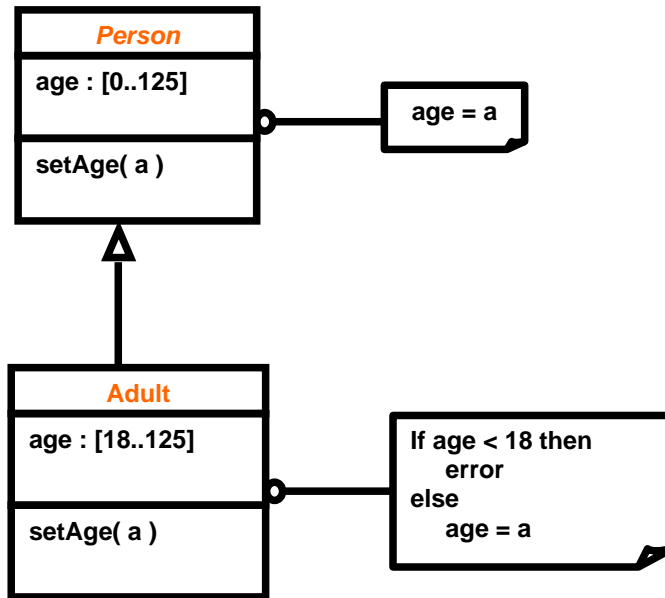 Person
age : [0..125]
age = a
setAge( a )
Adult
age : [18..125]
setAge( a )
If age < 18 then
error
else
age = a